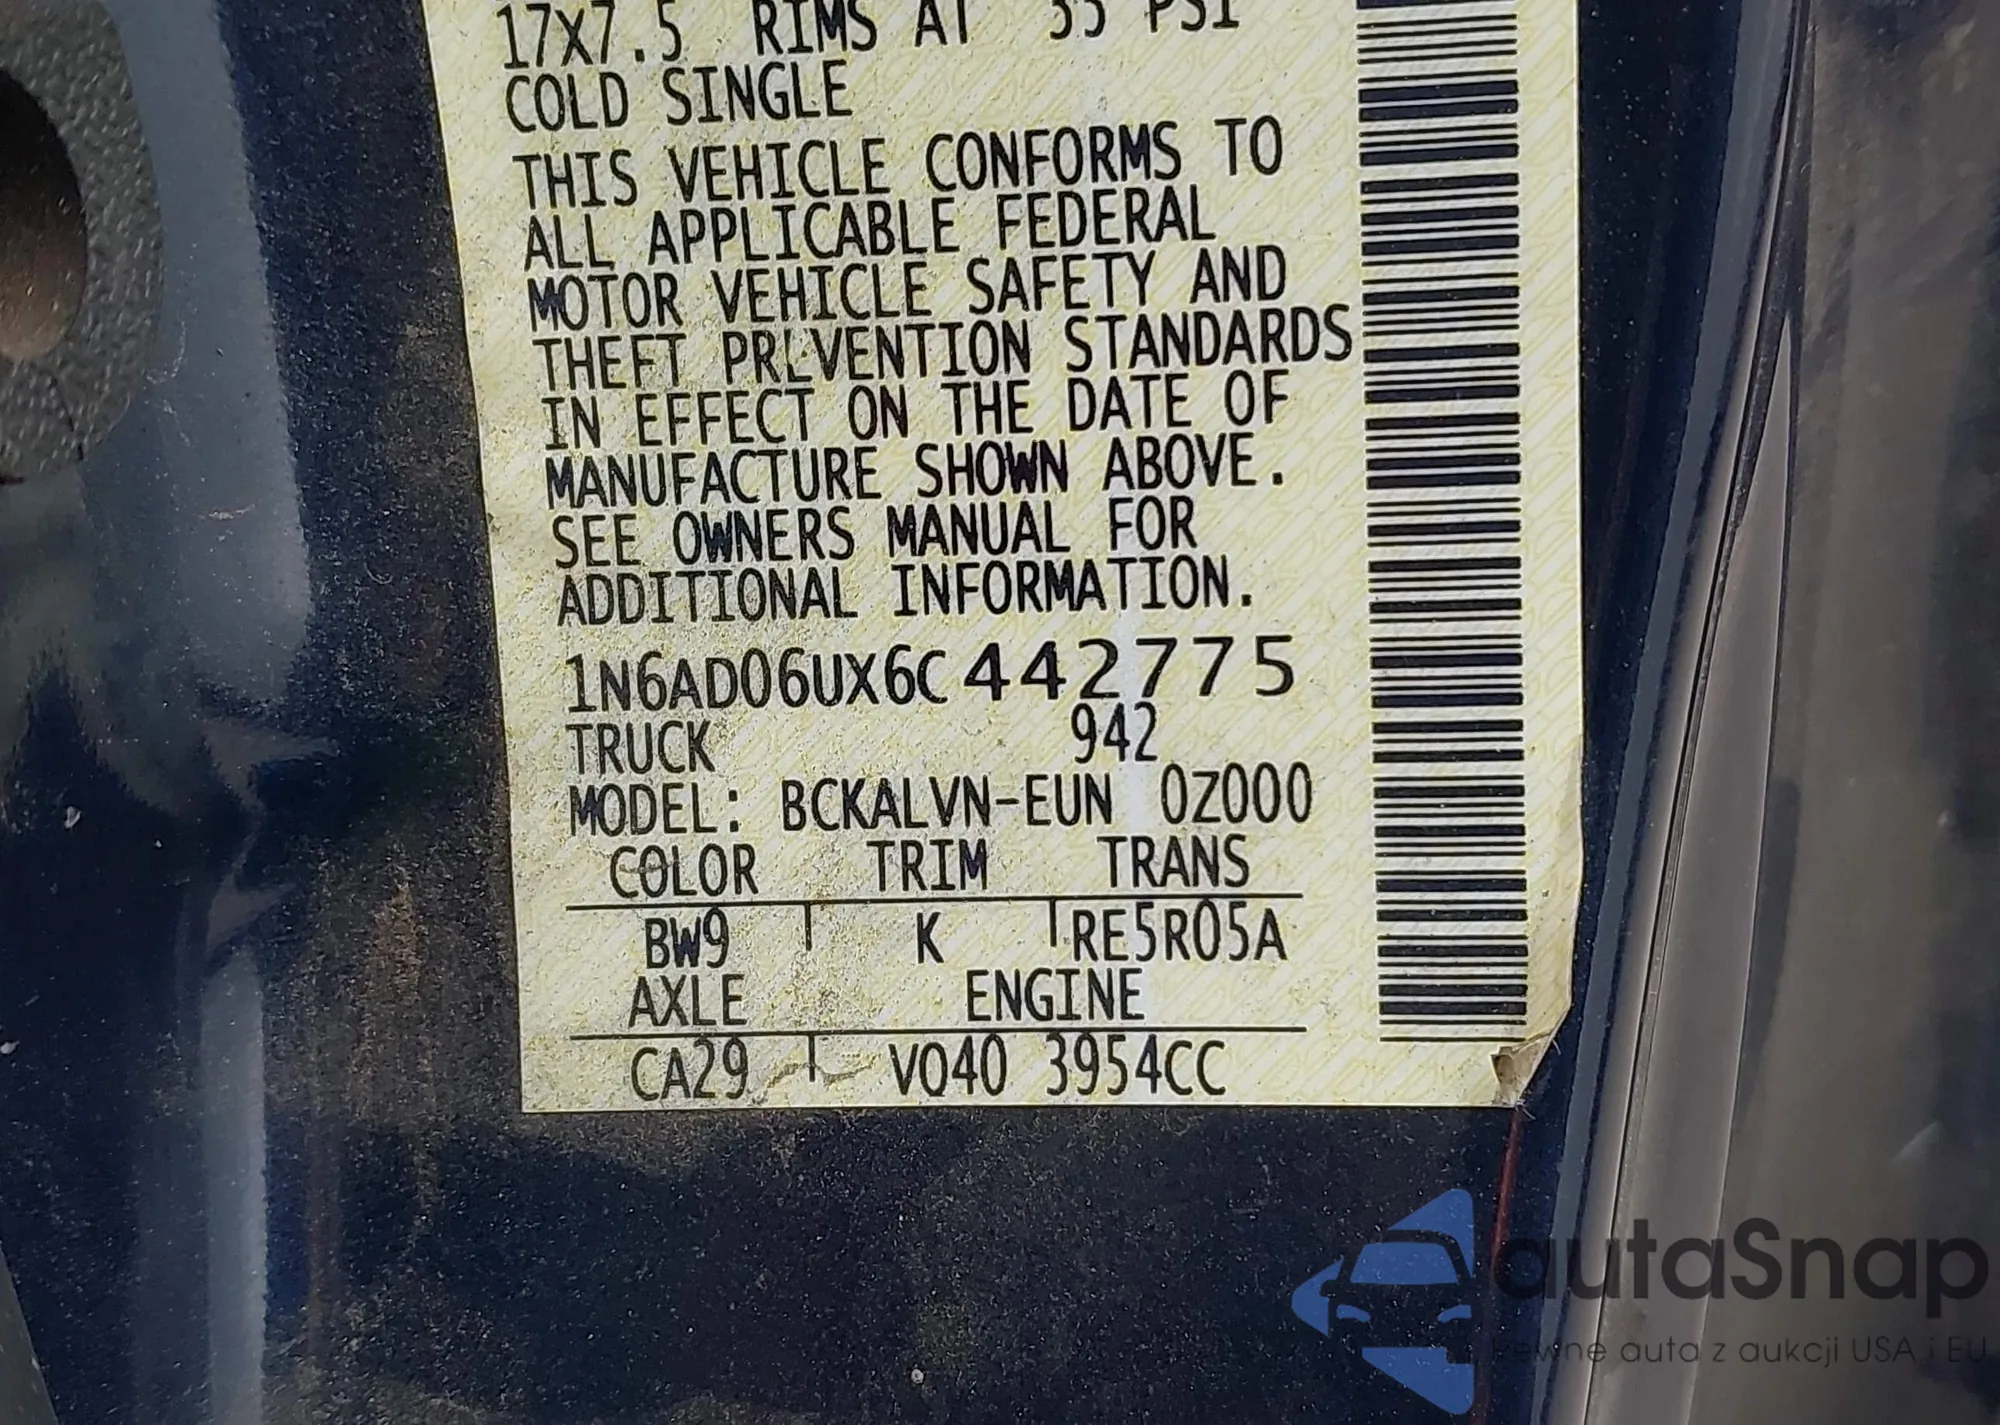 17X7.5 RIMS AT 35 PSI
COLD SINGLE
THIS VEHICLE CONFORMS TO
ALL APPLICABLE FEDERAL
MOTOR VEHICLE SAFETY AND
THEFT PREVENTION STANDARDS
IN EFFECT ON THE DATE OF
MANUFACTURE SHOWN ABOVE.
SEE OWNERS MANUAL FOR
ADDITIONAL INFORMATION.
1N6AD06UX6C442775
TRUCK 942
MODEL: BCKALVN-EUN 0Z000
COLOR TRIM TRANS
BW9 K RE5R05A
AXLE ENGINE
CA29 VQ40 3954CC
autaSnap
Pewne auta z aukcji USA i EU